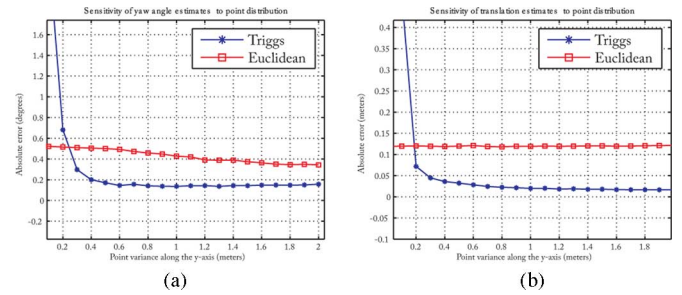 Sensitivity of yaw angle estimates to point distribution
Absolute error (degrees)
1.6
1.4
1.2
1
0.8
0.6
0.4
0.2
0
-0.2
Triggs
Euclidean
0.2 0.4 0.6 0.8 1 1.2 1.4 1.6 1.8 2
Point variance along the y-axis (meters)
(a)
Sensitivity of translation estimates to point distribution
Absolute error (meters)
0.4
0.35
0.3
0.25
0.2
0.15
0.1
0.05
0
-0.05
-0.1
Triggs
Euclidean
0.2 0.4 0.6 0.8 1 1.2 1.4 1.6 1.8
Point variance along the y-axis (meters)
(b)